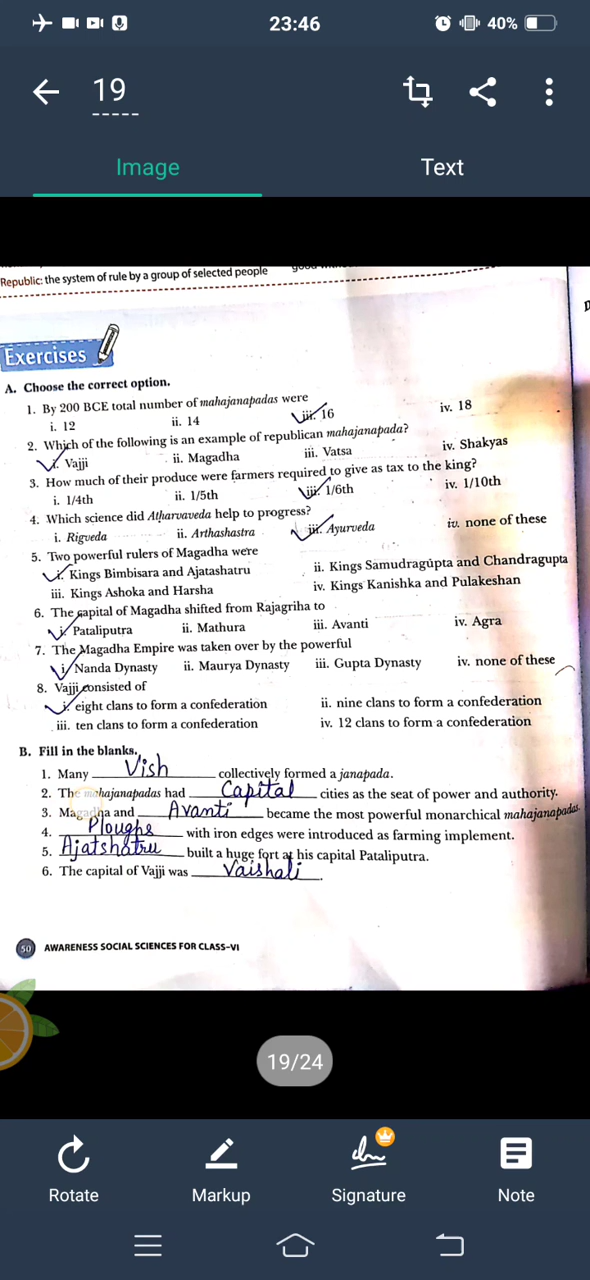 23:46
40%
19
Image Text
Republic: the system of rule by a group of selected people
Exercises
A. Choose the correct option.
1. By 200 BCE total number of mahajanapadas were
i. 12 ii. 14 iii. 16 iv. 18
2. Which of the following is an example of republican mahajanapada?
i. Vajji ii. Magadha iii. Vatsa iv. Shakyas
3. How much of their produce were farmers required to give as tax to the king?
i. 1/4th ii. 1/5th iii. 1/6th iv. 1/10th
4. Which science did Atharvaveda help to progress?
i. Rigveda ii. Arthashastra iii. Ayurveda iv. none of these
5. Two powerful rulers of Magadha were
i. Kings Bimbisara and Ajatashatru ii. Kings Samudragupta and Chandragupta
iii. Kings Ashoka and Harsha iv. Kings Kanishka and Pulakeshan
6. The capital of Magadha shifted from Rajagriha to
i. Pataliputra ii. Mathura iii. Avanti iv. Agra
7. The Magadha Empire was taken over by the powerful
i. Nanda Dynasty ii. Maurya Dynasty iii. Gupta Dynasty iv. none of these
8. Vajji consisted of
i. eight clans to form a confederation ii. nine clans to form a confederation
iii. ten clans to form a confederation iv. 12 clans to form a confederation
B. Fill in the blanks.
1. Many Vish collectively formed a janapada.
2. The mahajanapadas had Capital cities as the seat of power and authority.
3. Magadha and Avanti became the most powerful monarchical mahajanapadas.
4. Ploughs with iron edges were introduced as farming implement.
5. Ajatshatru built a huge fort at his capital Pataliputra.
6. The capital of Vajji was Vaishali.
50 AWARENESS SOCIAL SCIENCES FOR CLASS-VI
19/24
Rotate Markup Signature Note